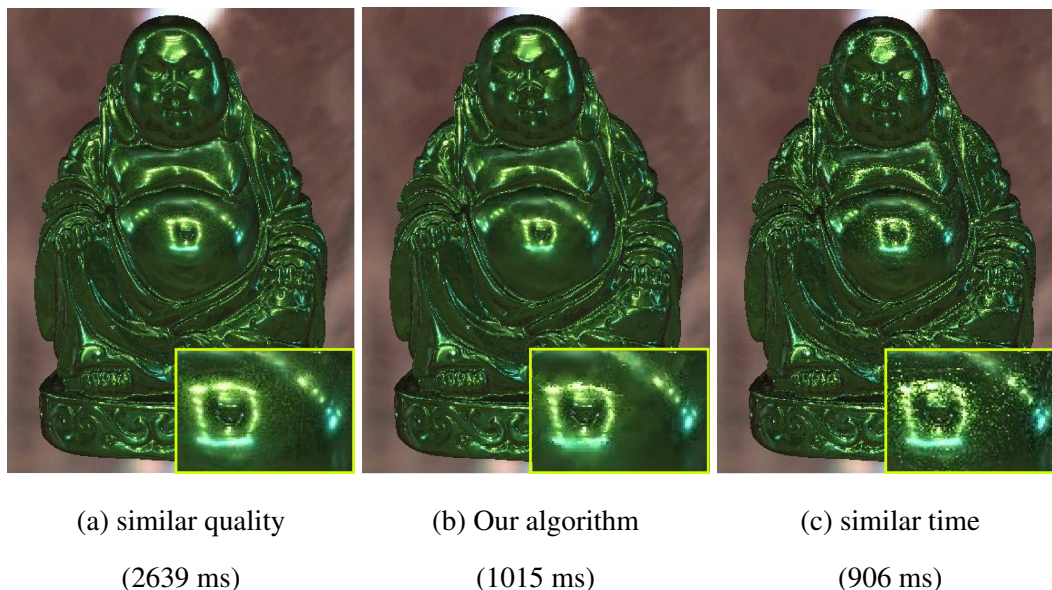 (a) similar quality
(b) Our algorithm
(c) similar time
(2639 ms)
(1015 ms)
(906 ms)